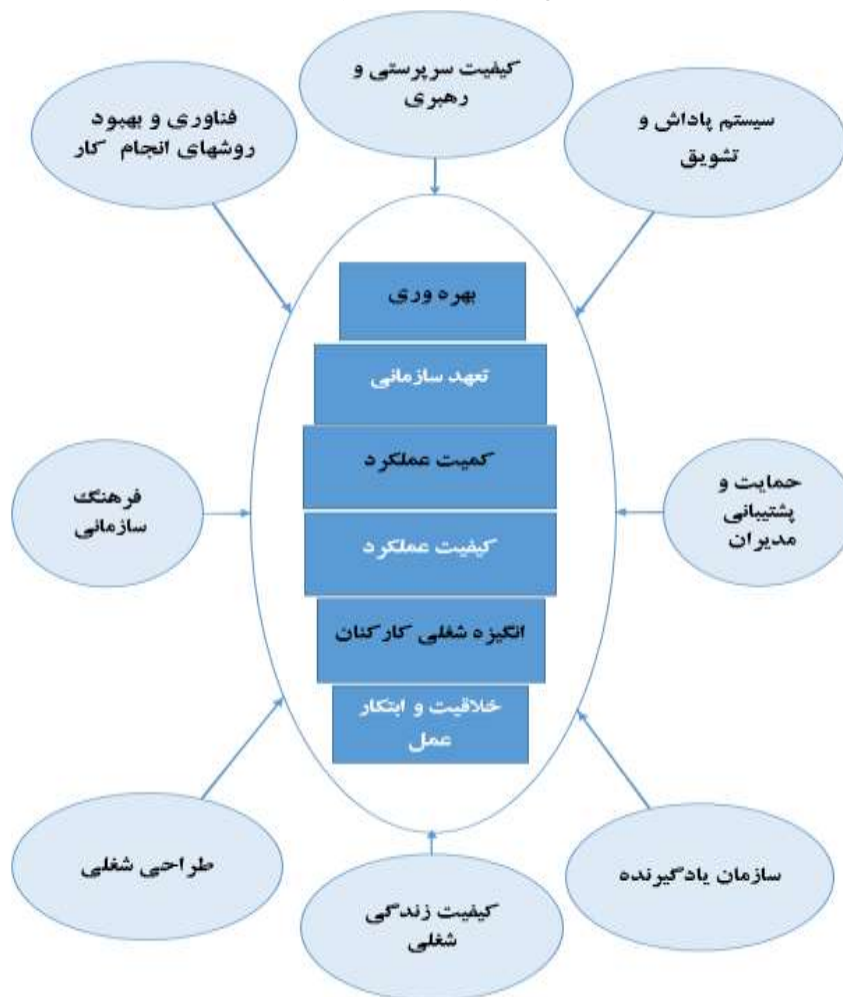 کیفیت سرپرستی و
رهبری
سیستم پاداش و
تشویق
فناوری و بهبود
روشهای انجام کار
بهره وری
تعهد سازمانی
کمیت عملکرد
کیفیت عملکرد
انگیزه شغلی کارکنان
خلاقیت و ابتکار
عمل
حمایت و
پشتیبانی
مدیران
فرهنگ
سازمانی
سازمان یادگیرنده
طراحی شغلی
کیفیت زندگی
شغلی